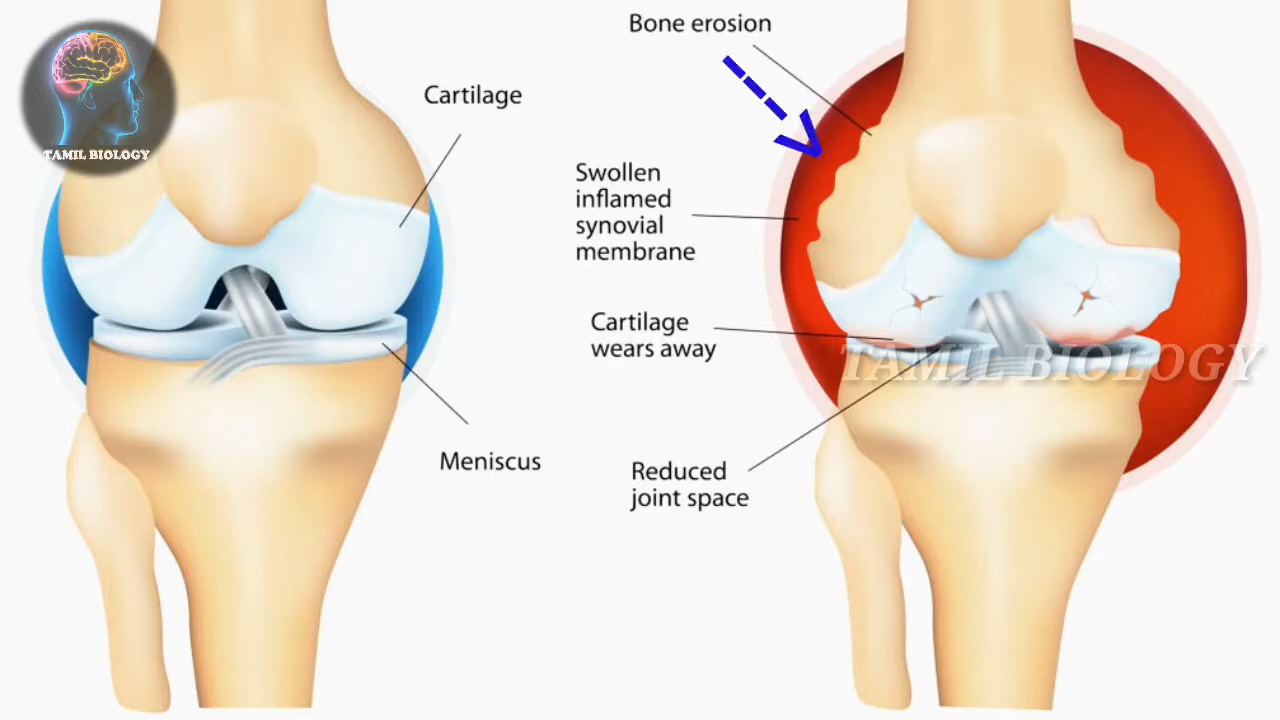 TAMIL BIOLOGY
Cartilage
Meniscus
Bone erosion
Swollen
inflamed
synovial
membrane
Cartilage
wears away
Reduced
joint space
TAMIL BIOLOGY